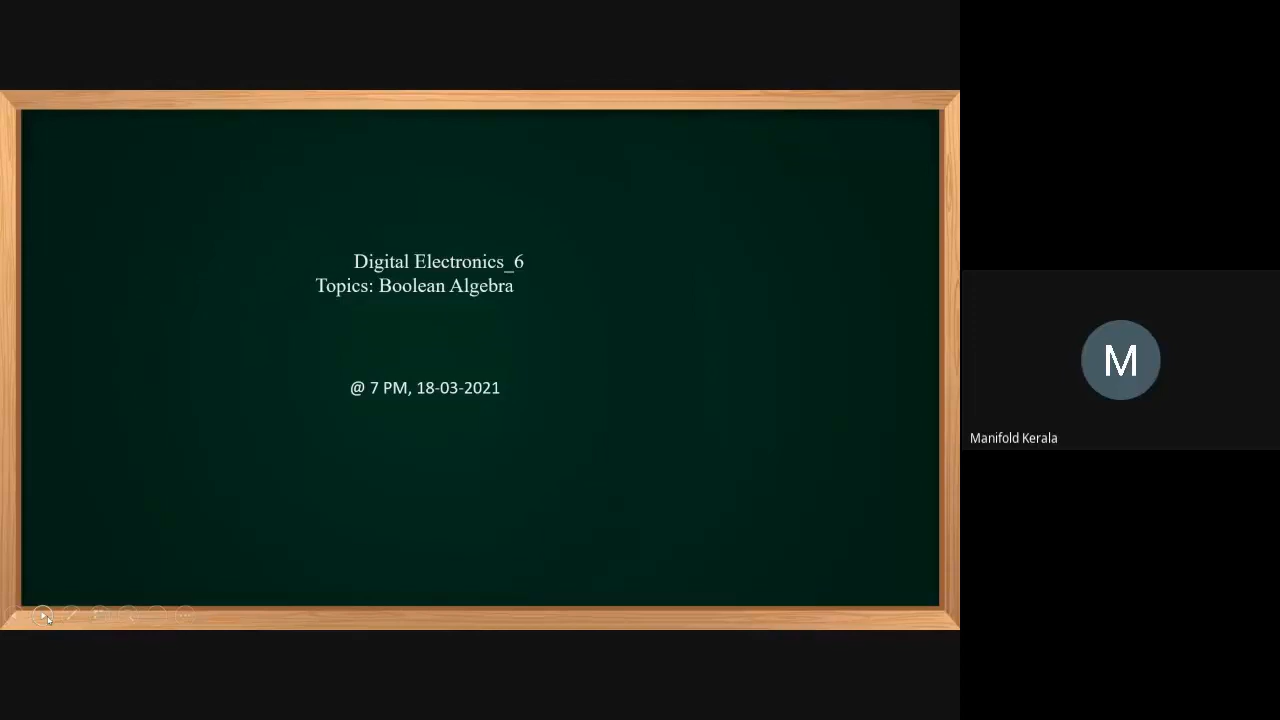 Digital Electronics_6
Topics: Boolean Algebra
@ 7 PM, 18-03-2021
M
Manifold Kerala